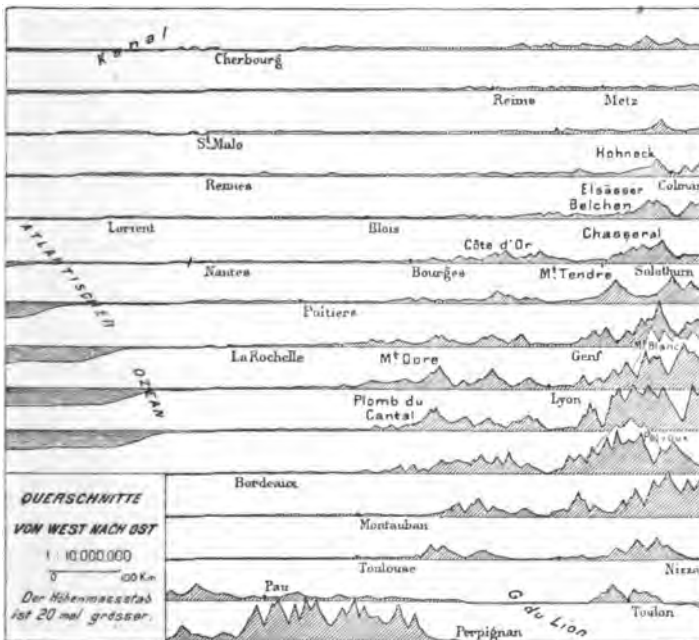 Kanal
Cherbourg
Reims Metz
St Malo
Hohneck
Rennes Colmar
Elsässer
Belchen
Lorient Blois
ATLANTISCHER
Côte d'Or Chasseral
Nantes Bourges Mt Tendre Solothurn
Poitiers
Mt Blanc
La Rochelle Mt Dore Genf
OZEAN
Plomb du
Cantal
Lyon
Pelvoux
Bordeaux
QUERSCHNITTE
VON WEST NACH OST
1:10.000.000
0 100 Km
Der Höhenmassstab
ist 20 mal grösser.
Montauban
Toulouse Nizza
Pau
G du Lion
Toulon
Perpignan